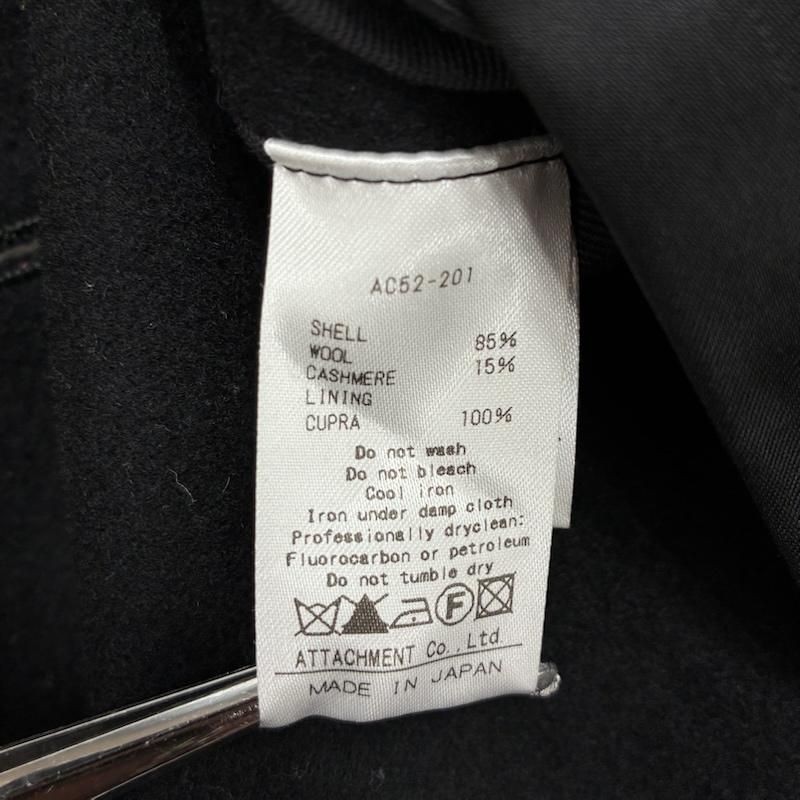 AC52-201
SHELL
WOOL 85%
CASHMERE 15%
LINING
CUPRA 100%
Do not wash
Do not bleach
Cool iron
Iron under damp cloth
Professionally dryclean:
Fluorocarbon or petroleum
Do not tumble dry
F
ATTACHMENT Co.,Ltd.
MADE IN JAPAN